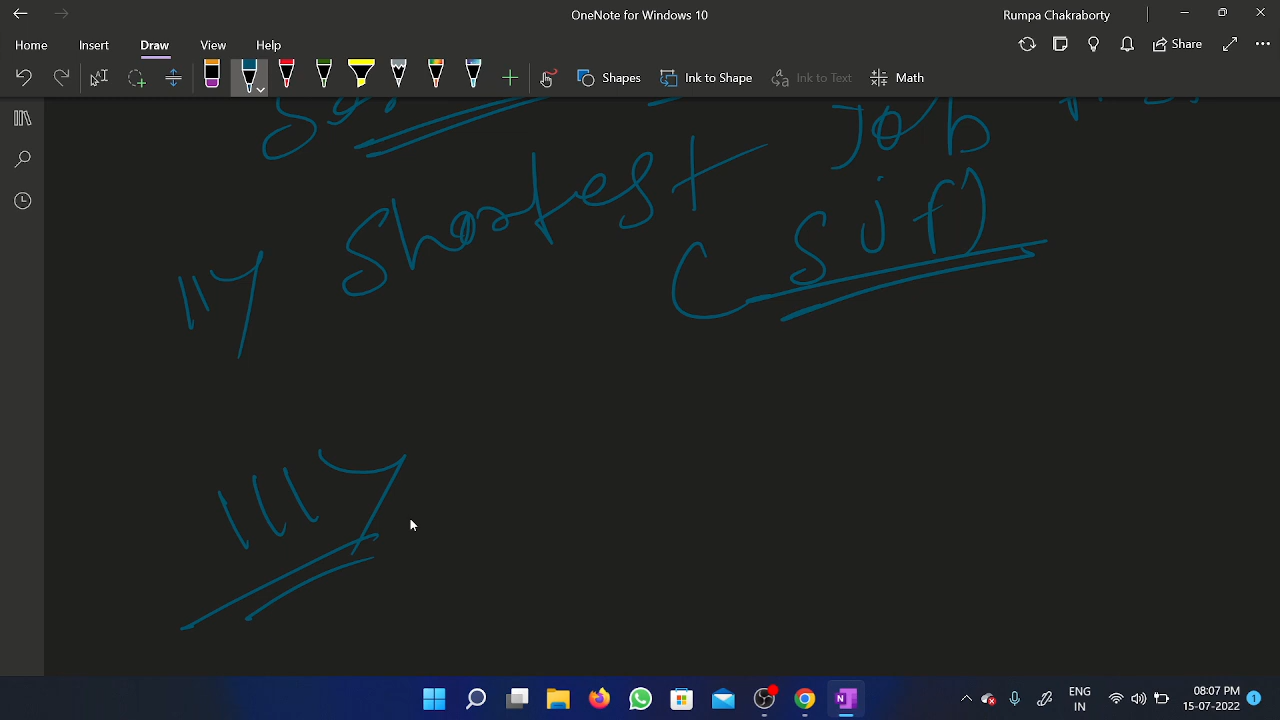 OneNote for Windows 10
Rumpa Chakraborty
Home Insert Draw View Help
Share
Shapes Ink to Shape Ink to Text Math
Job
ii) Shortest
(SJF)
iii)
ENG
IN
08:07 PM
15-07-2022
1